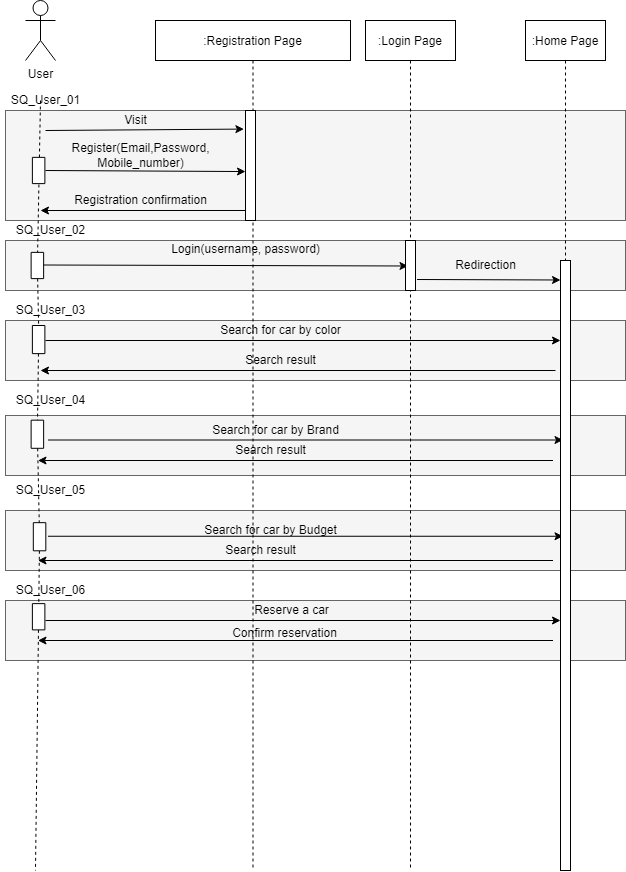 :Registration Page
:Login Page
:Home Page
User
SQ_User_01
Visit
Register(Email,Password,
Mobile_number)
Registration confirmation
SQ_User_02
Login(username, password)
Redirection
SQ_User_03
Search for car by color
Search result
SQ_User_04
Search for car by Brand
Search result
SQ_User_05
Search for car by Budget
Search result
SQ_User_06
Reserve a car
Confirm reservation